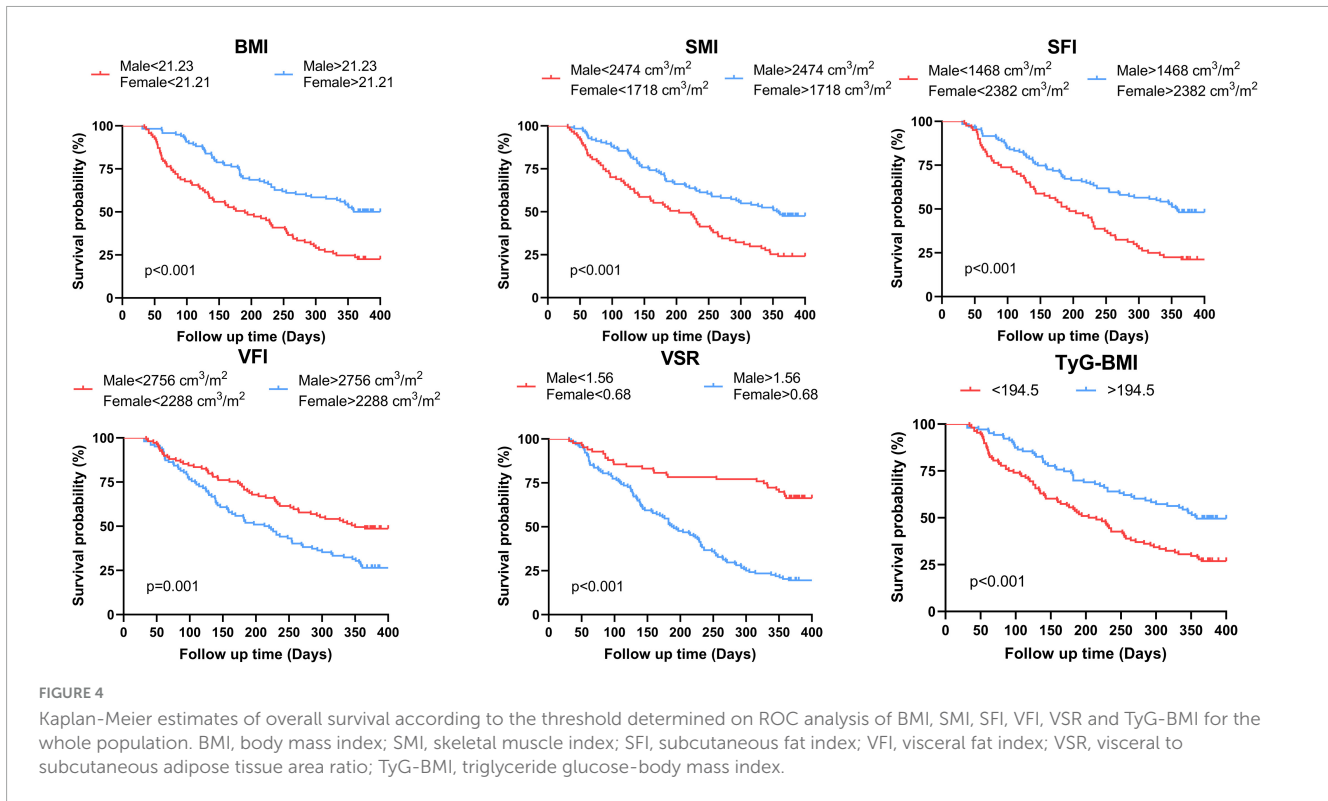 BMI
Male<21.23
Female<21.21
Male>21.23
Female>21.21
Survival probability (%)
100
75
50
25
0
p<0.001
0 50 100 150 200 250 300 350 400
Follow up time (Days)
SMI
Male<2474 cm³/m²
Female<1718 cm³/m²
Male>2474 cm³/m²
Female>1718 cm³/m²
Survival probability (%)
100
75
50
25
0
p<0.001
0 50 100 150 200 250 300 350 400
Follow up time (Days)
SFI
Male<1468 cm³/m²
Female<2382 cm³/m²
Male>1468 cm³/m²
Female>2382 cm³/m²
Survival probability (%)
100
75
50
25
0
p<0.001
0 50 100 150 200 250 300 350 400
Follow up time (Days)
VFI
Male<2756 cm³/m²
Female<2288 cm³/m²
Male>2756 cm³/m²
Female>2288 cm³/m²
Survival probability (%)
100
75
50
25
0
p=0.001
0 50 100 150 200 250 300 350 400
Follow up time (Days)
VSR
Male<1.56
Female<0.68
Male>1.56
Female>0.68
Survival probability (%)
100
75
50
25
0
p<0.001
0 50 100 150 200 250 300 350 400
Follow up time (Days)
TyG-BMI
<194.5
>194.5
Survival probability (%)
100
75
50
25
0
p<0.001
0 50 100 150 200 250 300 350 400
Follow up time (Days)
FIGURE 4
Kaplan-Meier estimates of overall survival according to the threshold determined on ROC analysis of BMI, SMI, SFI, VFI, VSR and TyG-BMI for the
whole population. BMI, body mass index; SMI, skeletal muscle index; SFI, subcutaneous fat index; VFI, visceral fat index; VSR, visceral to
subcutaneous adipose tissue area ratio; TyG-BMI, triglyceride glucose-body mass index.